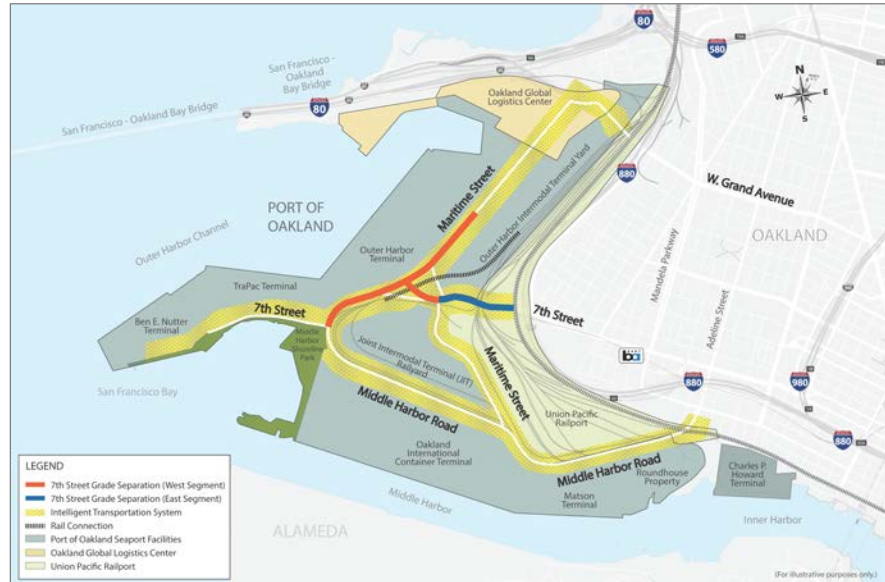 80
580
San Francisco -
Oakland
Bay Bridge
San Francisco - Oakland Bay Bridge
80
N
W
E
S
Oakland Global
Logistics Center
Maritime Street
Outer Harbor Intermodal Terminal Yard
880
W. Grand Avenue
PORT OF
OAKLAND
OAKLAND
Outer Harbor Channel
Outer Harbor
Terminal
Mandela Parkway
Adeline Street
TraPac Terminal
7th Street
7th Street
Ben E. Nutter
Terminal
Middle
Harbor
Shoreline
Park
Joint Intermodal Terminal (JIT)
Railyard
Maritime Street
ba
San Francisco Bay
880
980
Middle Harbor Road
Union Pacific
Railport
880
Oakland
International
Container Terminal
Middle Harbor Road
Roundhouse
Property
Charles P.
Howard
Terminal
Matson
Terminal
Middle Harbor
Inner Harbor
ALAMEDA
LEGEND
7th Street Grade Separation (West Segment)
7th Street Grade Separation (East Segment)
Intelligent Transportation System
Rail Connection
Port of Oakland Seaport Facilities
Oakland Global Logistics Center
Union Pacific Railport
(For illustrative purposes only.)